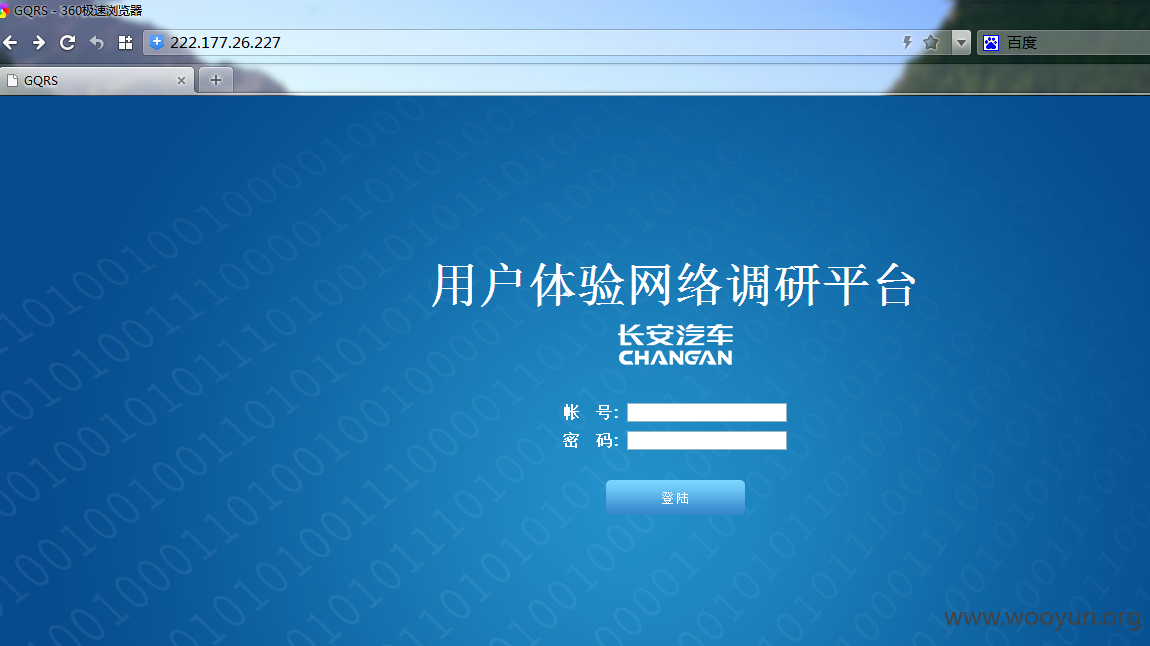 GQRS - 360极速浏览器
222.177.26.227
百度
GQRS
用户体验网络调研平台
长安汽车
CHANGAN
帐 号:
密 码:
登陆
www.wooyun.org